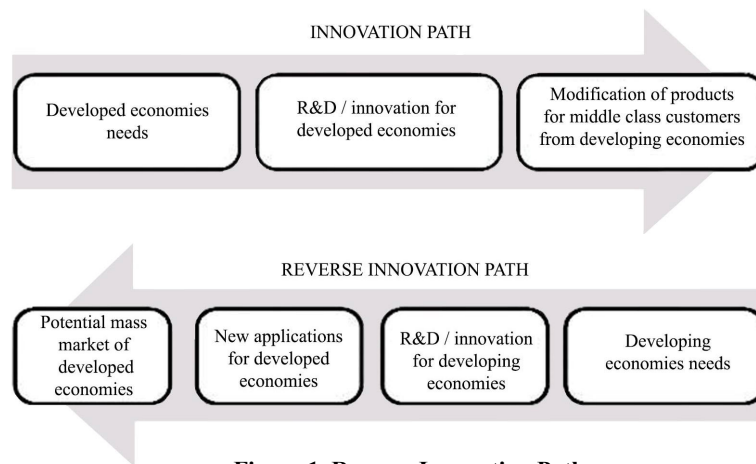 INNOVATION PATH
Developed economies
needs
R&D / innovation for
developed economies
Modification of products
for middle class customers
from developing economies
REVERSE INNOVATION PATH
Potential mass
market of
developed
economies
New applications
for developed
economies
R&D / innovation
for developing
economies
Developing
economies needs
Figure 1. Reverse Innovation Path